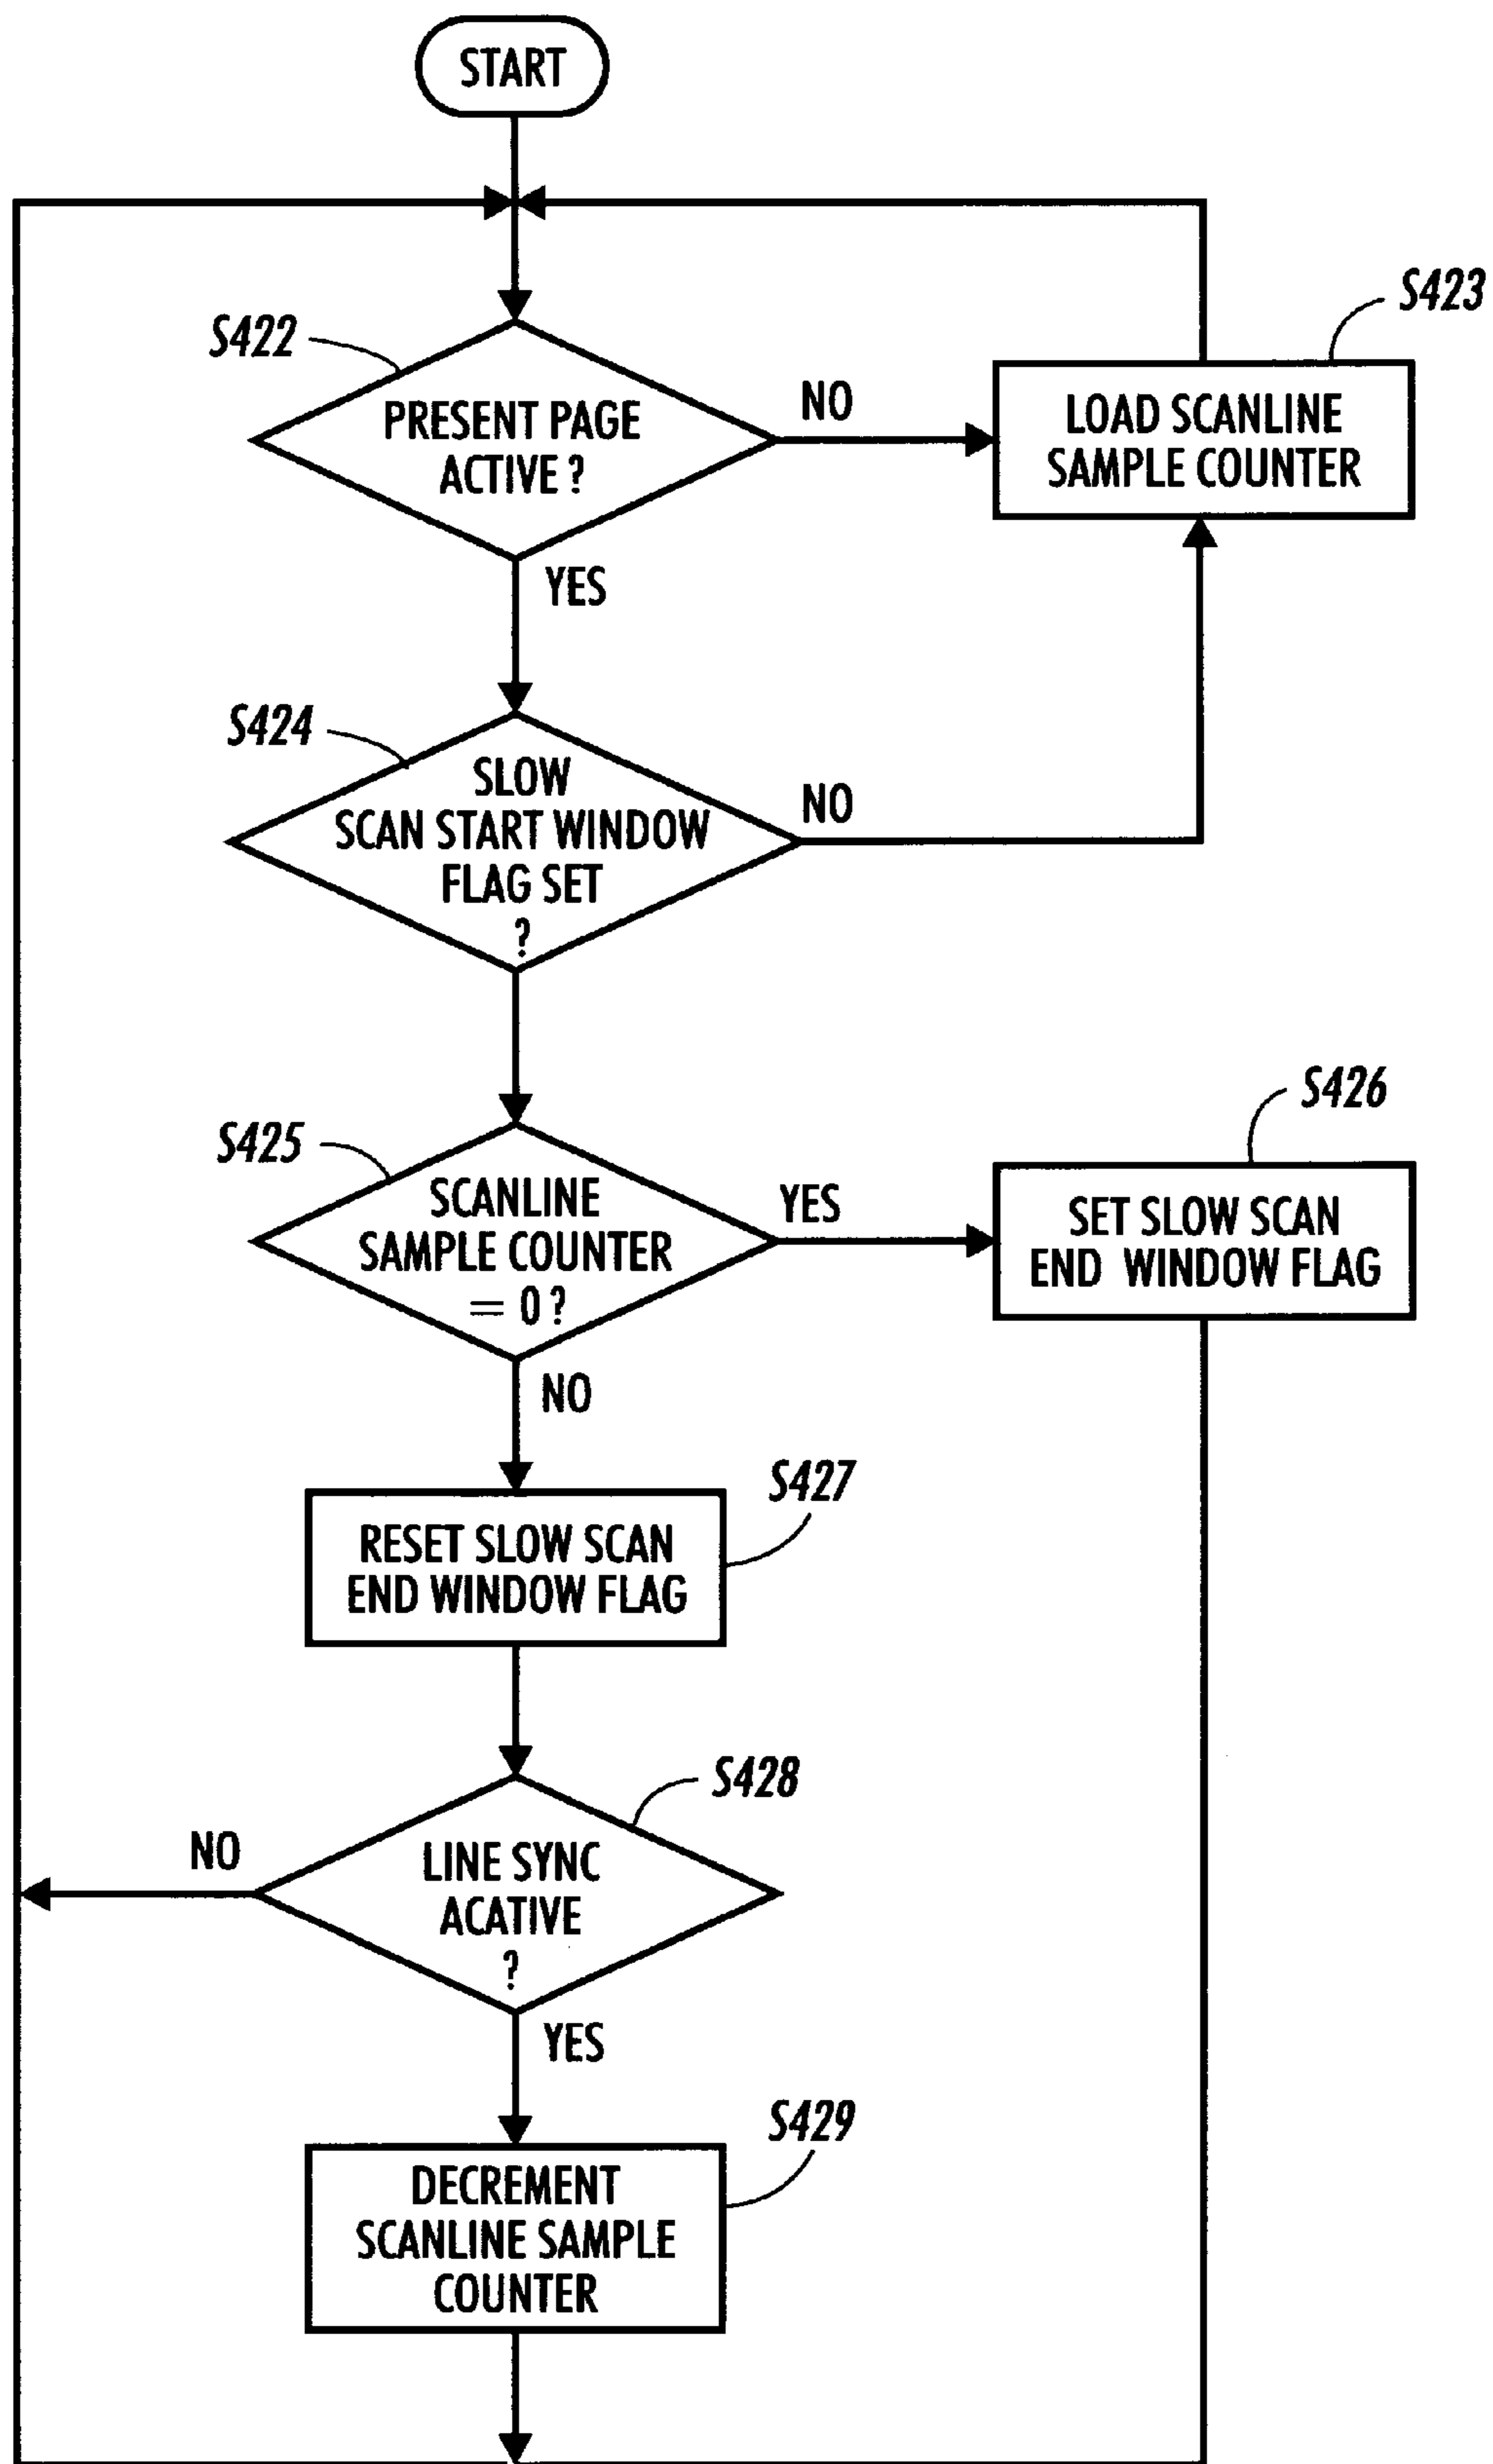 START
S422
PRESENT PAGE
ACTIVE ?
NO
S423
LOAD SCANLINE
SAMPLE COUNTER
YES
S424
SLOW
SCAN START WINDOW
FLAG SET
?
NO
S425
SCANLINE
SAMPLE COUNTER
= 0 ?
YES
S426
SET SLOW SCAN
END WINDOW FLAG
NO
S427
RESET SLOW SCAN
END WINDOW FLAG
S428
LINE SYNC
ACATIVE
?
NO
YES
S429
DECREMENT
SCANLINE SAMPLE
COUNTER